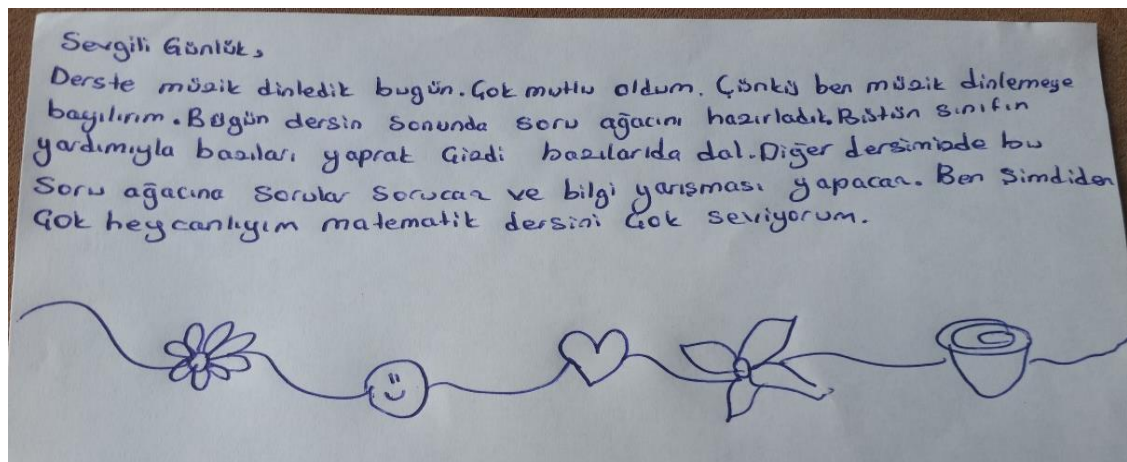 Sevgili Günlük,
Derste müzik dinledik bugün. Çok mutlu oldum. Çünkü ben müzik dinlemeye
bayılırım. Bugün dersin sonunda soru ağacını hazırladık. Bütün sınıfın
yardımıyla bazıları yaprak çizdi bazılarıda dal. Diğer dersimizde bu
soru ağacına sorular sorucaz ve bilgi yarışması yapacaz. Ben şimdiden
çok heycanlıyım matematik dersini çok seviyorum.